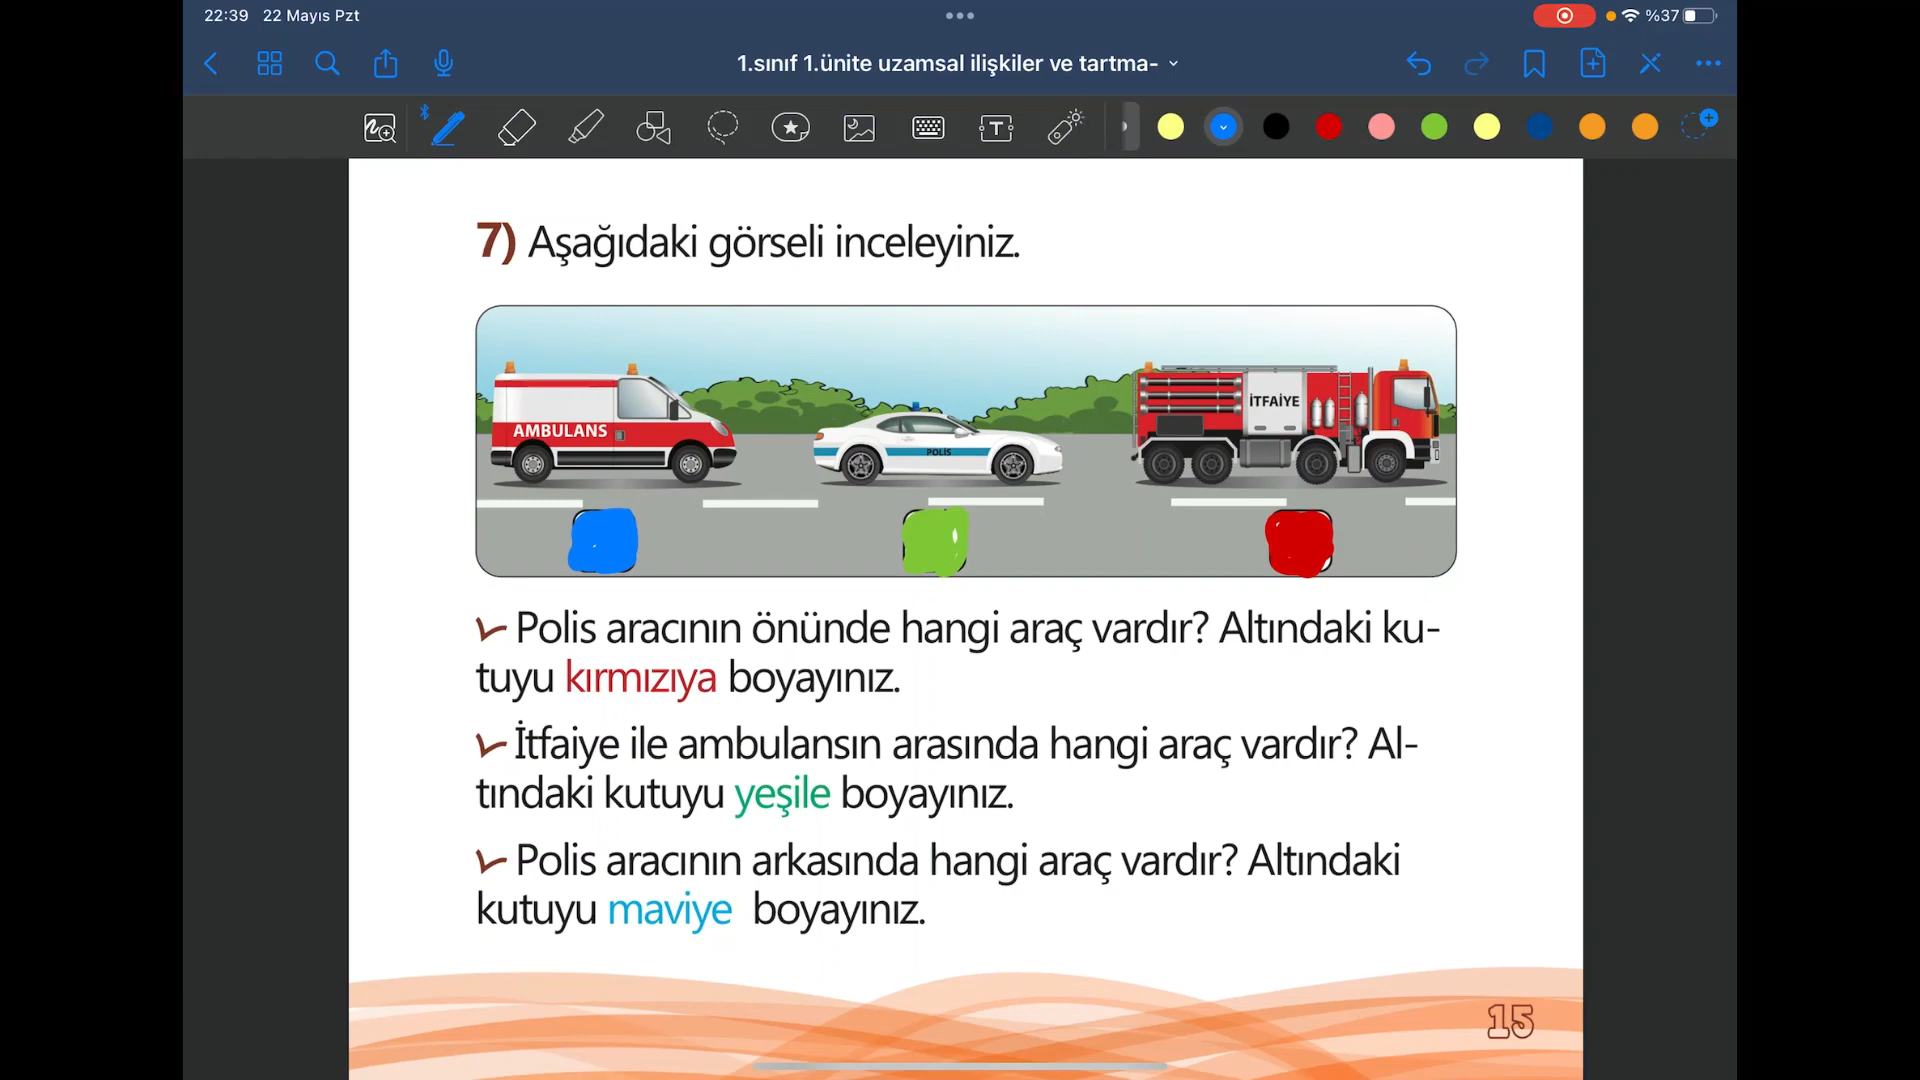 22:39 22 Mayıs Pzt
%37
1.sınıf 1.ünite uzamsal ilişkiler ve tartma-
7) Aşağıdaki görseli inceleyiniz.
AMBULANS
POLİS
İTFAİYE
Polis aracının önünde hangi araç vardır? Altındaki ku-
tuyu kırmızıya boyayınız.
İtfaiye ile ambulansın arasında hangi araç vardır? Al-
tındaki kutuyu yeşile boyayınız.
Polis aracının arkasında hangi araç vardır? Altındaki
kutuyu maviye boyayınız.
15